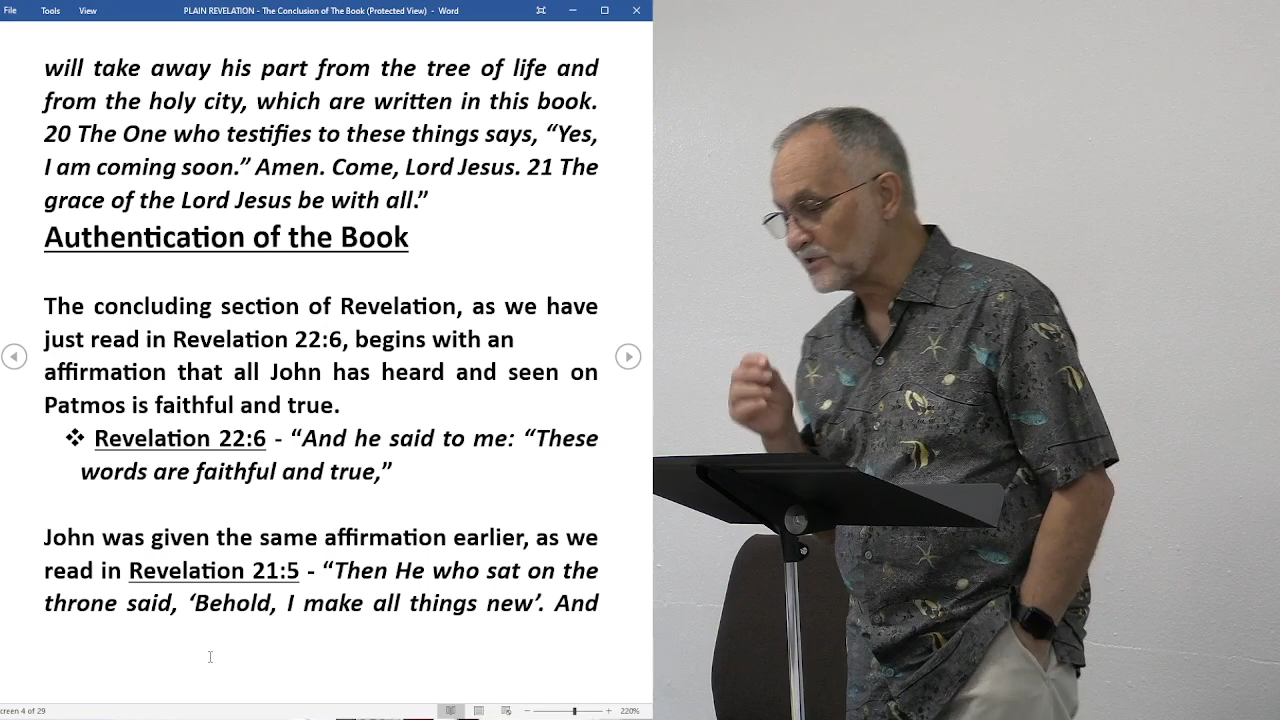 File Tools View PLAIN REVELATION - The Conclusion of The Book (Protected View) - Word
will take away his part from the tree of life and
from the holy city, which are written in this book.
20 The One who testifies to these things says, “Yes,
I am coming soon.” Amen. Come, Lord Jesus. 21 The
grace of the Lord Jesus be with all.”
Authentication of the Book
The concluding section of Revelation, as we have
just read in Revelation 22:6, begins with an
affirmation that all John has heard and seen on
Patmos is faithful and true.
❖ Revelation 22:6 - “And he said to me: “These
words are faithful and true,”
John was given the same affirmation earlier, as we
read in Revelation 21:5 - “Then He who sat on the
throne said, ‘Behold, I make all things new’. And
creen 4 of 29 220%